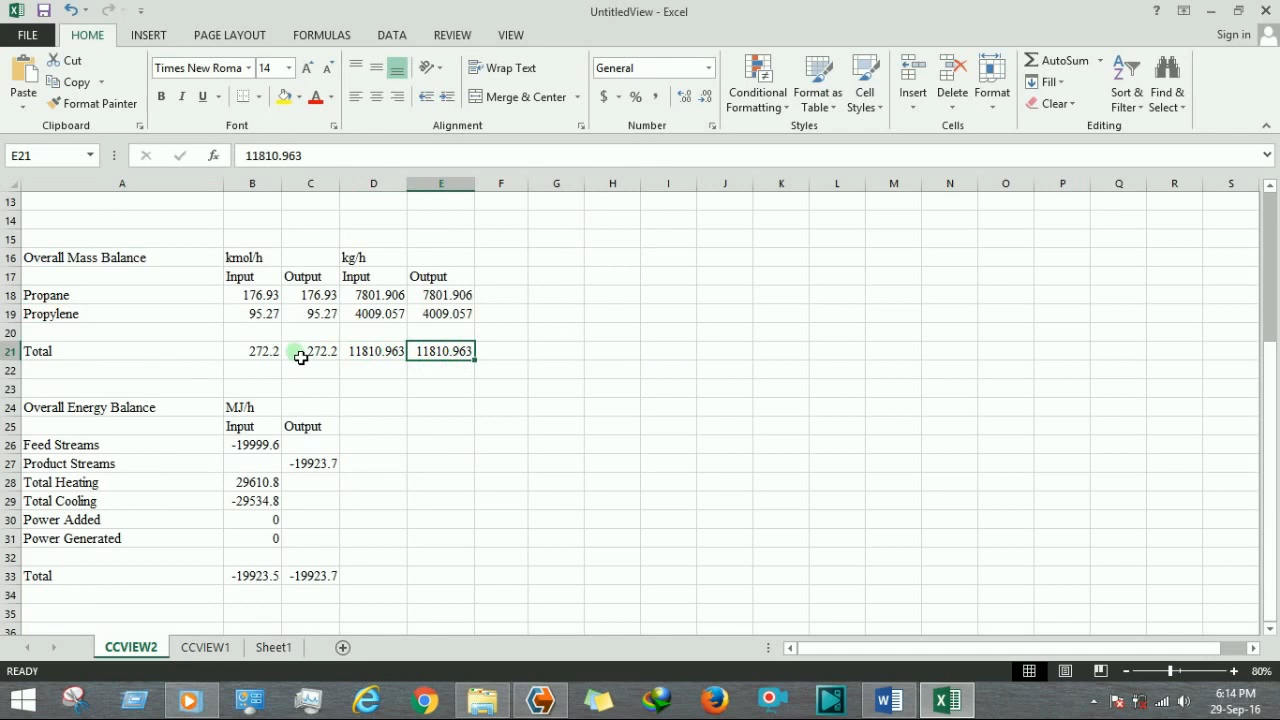 UntitledView - Excel
?
FILE HOME INSERT PAGE LAYOUT FORMULAS DATA REVIEW VIEW Sign in
Paste Cut Copy Format Painter
Clipboard
Times New Roma 14 A A
B I U A
Font
Wrap Text
Merge & Center
Alignment
General
$ % , .0 .00
Number
Conditional Formatting Format as Table Cell Styles
Styles
Insert Delete Format
Cells
AutoSum Fill Clear Sort & Filter Find & Select
Editing
E21 fx 11810.963
A B C D E F G H I J K L M N O P Q R S
13
14
15
16 Overall Mass Balance kmol/h kg/h
17 Input Output Input Output
18 Propane 176.93 176.93 7801.906 7801.906
19 Propylene 95.27 95.27 4009.057 4009.057
20
21 Total 272.2 272.2 11810.963 11810.963
22
23
24 Overall Energy Balance MJ/h
25 Input Output
26 Feed Streams -19999.6
27 Product Streams -19923.7
28 Total Heating 29610.8
29 Total Cooling -29534.8
30 Power Added 0
31 Power Generated 0
32
33 Total -19923.5 -19923.7
34
35
36
CCVIEW2 CCVIEW1 Sheet1
READY 80%
6:14 PM
29-Sep-16